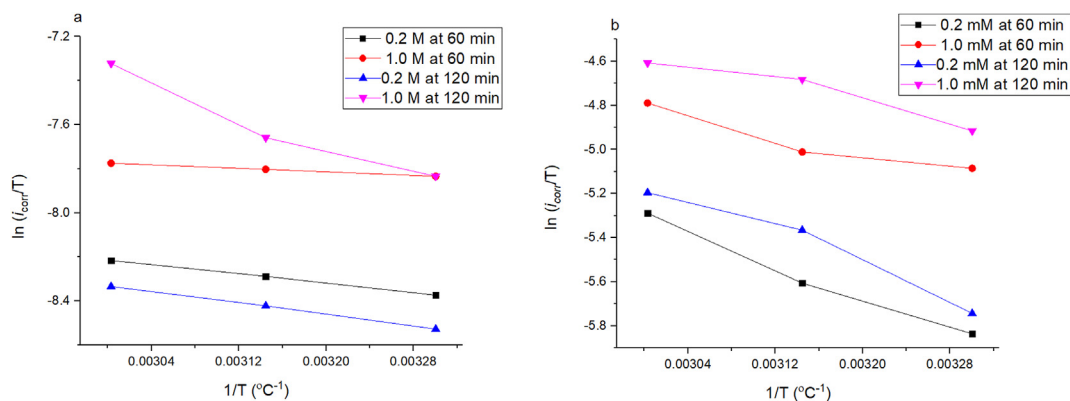 a
-7.2
-7.6
-8.0
-8.4
ln (icorr/T)
0.2 M at 60 min
1.0 M at 60 min
0.2 M at 120 min
1.0 M at 120 min
0.00304 0.00312 0.00320 0.00328
1/T (ºC-1)
b
-4.6
-4.8
-5.0
-5.2
-5.4
-5.6
-5.8
ln (icorr/T)
0.2 mM at 60 min
1.0 mM at 60 min
0.2 mM at 120 min
1.0 mM at 120 min
0.00304 0.00312 0.00320 0.00328
1/T (ºC-1)